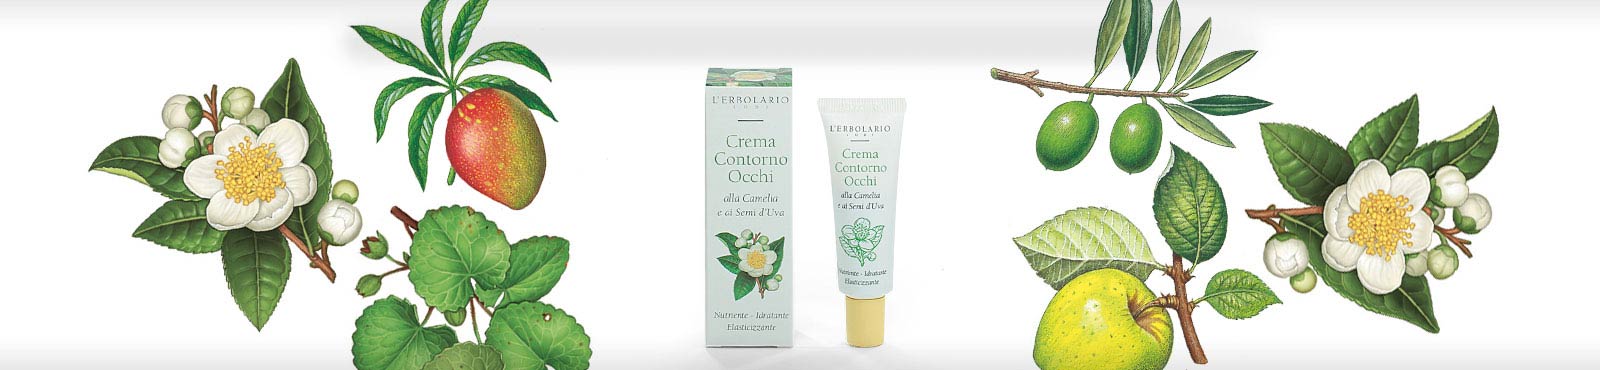 L'ERBOLARIO
LODI
Crema
Contorno
Occhi
alla Camelia
e ai Semi d'Uva
Nutriente - Idratante
Elasticizzante
L'ERBOLARIO
LODI
Crema
Contorno
Occhi
alla Camelia
e ai Semi d'Uva
Nutriente - Idratante
Elasticizzante